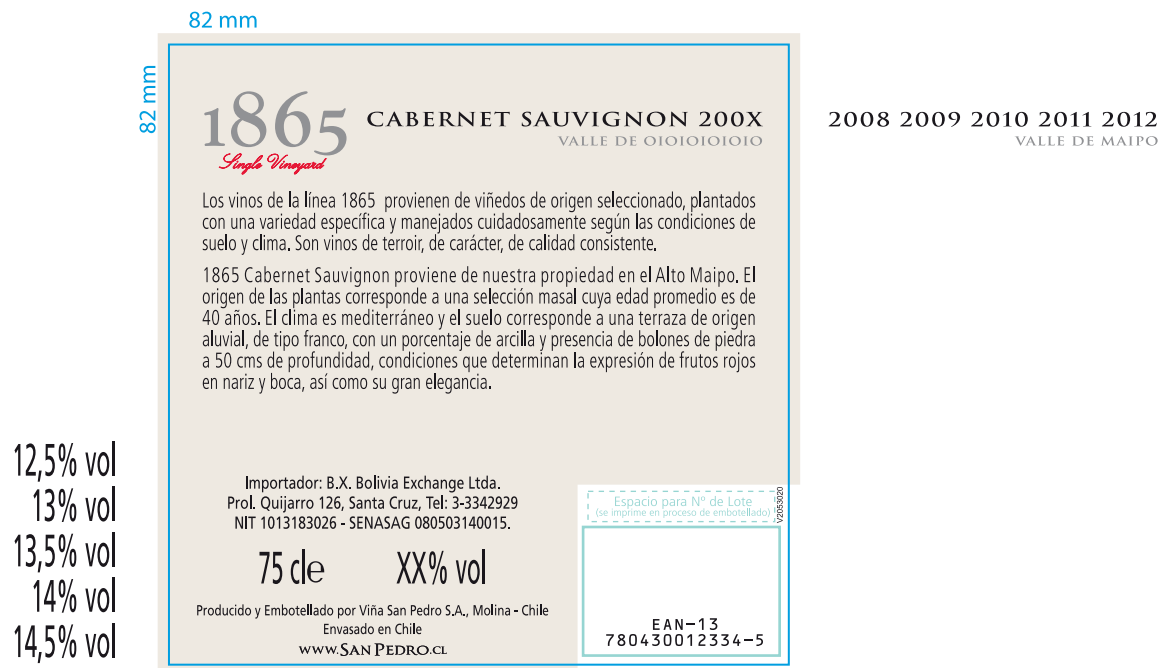 82 mm
82 mm
1865
Single Vineyard
CABERNET SAUVIGNON 200X
VALLE DE OIOIOIOIOIO
2008 2009 2010 2011 2012
VALLE DE MAIPO
Los vinos de la línea 1865 provienen de viñedos de origen seleccionado, plantados
con una variedad específica y manejados cuidadosamente según las condiciones de
suelo y clima. Son vinos de terroir, de carácter, de calidad consistente.
1865 Cabernet Sauvignon proviene de nuestra propiedad en el Alto Maipo. El
origen de las plantas corresponde a una selección masal cuya edad promedio es de
40 años. El clima es mediterráneo y el suelo corresponde a una terraza de origen
aluvial, de tipo franco, con un porcentaje de arcilla y presencia de bolones de piedra
a 50 cms de profundidad, condiciones que determinan la expresión de frutos rojos
en nariz y boca, así como su gran elegancia.
12,5% vol
13% vol
13,5% vol
14% vol
14,5% vol
Importador: B.X. Bolivia Exchange Ltda.
Prol. Quijarro 126, Santa Cruz, Tel: 3-3342929
NIT 1013183026 - SENASAG 080503140015.
75 cle XX% vol
Producido y Embotellado por Viña San Pedro S.A., Molina - Chile
Envasado en Chile
www.San Pedro.cl
Espacio para Nº de Lote
(se imprime en proceso de embotellado)
V2053020
EAN-13
780430012334-5